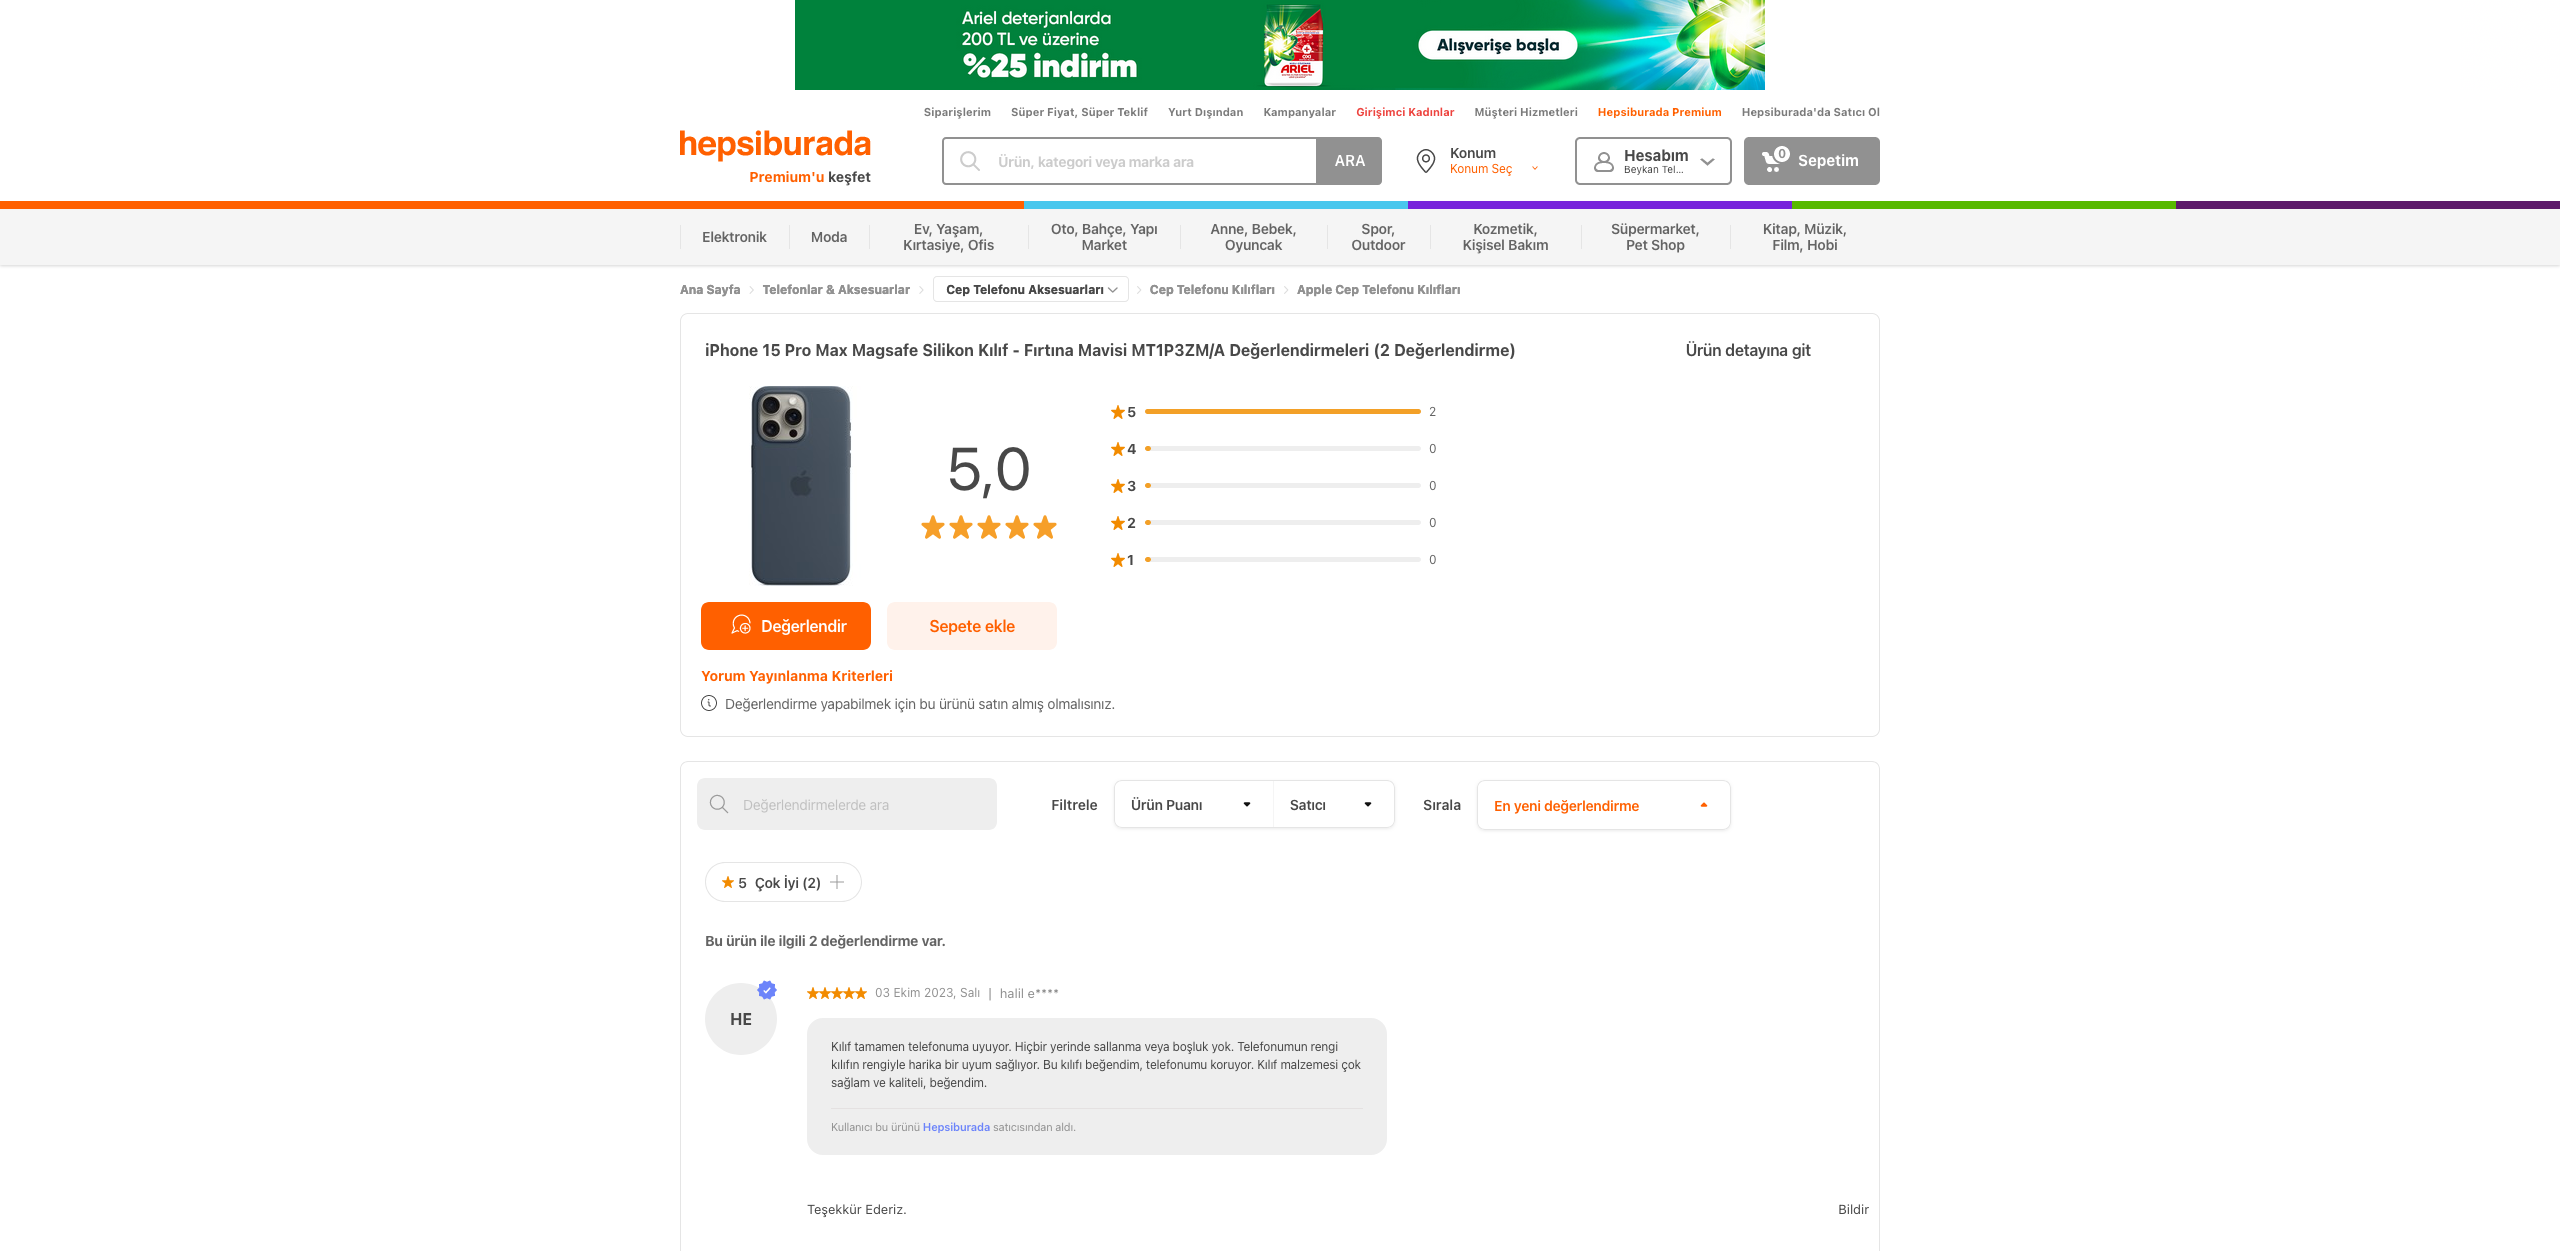 Ariel deterjanlarda
200 TL ve üzerine
%25 indirim
ARIEL
Alışverişe başla
Siparişlerim
Süper Fiyat, Süper Teklif
Yurt Dışından
Kampanyalar
Girişimci Kadınlar
Müşteri Hizmetleri
Hepsiburada Premium
Hepsiburada'da Satıcı Ol
hepsiburada
Premium'u keşfet
Ürün, kategori veya marka ara
ARA
Konum
Konum Seç
Hesabım
Beykan Tel...
0
Sepetim
Elektronik
Moda
Ev, Yaşam,
Kırtasiye, Ofis
Oto, Bahçe, Yapı
Market
Anne, Bebek,
Oyuncak
Spor,
Outdoor
Kozmetik,
Kişisel Bakım
Süpermarket,
Pet Shop
Kitap, Müzik,
Film, Hobi
Ana Sayfa
Telefonlar & Aksesuarlar
Cep Telefonu Aksesuarları
Cep Telefonu Kılıfları
Apple Cep Telefonu Kılıfları
iPhone 15 Pro Max Magsafe Silikon Kılıf - Fırtına Mavisi MT1P3ZM/A Değerlendirmeleri (2 Değerlendirme)
Ürün detayına git
5,0
5 2
4 0
3 0
2 0
1 0
Değerlendir
Sepete ekle
Yorum Yayınlanma Kriterleri
Değerlendirme yapabilmek için bu ürünü satın almış olmalısınız.
Değerlendirmelerde ara
Filtrele
Ürün Puanı
Satıcı
Sırala
En yeni değerlendirme
5 Çok İyi (2)
Bu ürün ile ilgili 2 değerlendirme var.
HE
03 Ekim 2023, Salı | halil e****
Kılıf tamamen telefonuma uyuyor. Hiçbir yerinde sallanma veya boşluk yok. Telefonumun rengi
kılıfın rengiyle harika bir uyum sağlıyor. Bu kılıfı beğendim, telefonumu koruyor. Kılıf malzemesi çok
sağlam ve kaliteli, beğendim.
Kullanıcı bu ürünü Hepsiburada satıcısından aldı.
Teşekkür Ederiz.
Bildir